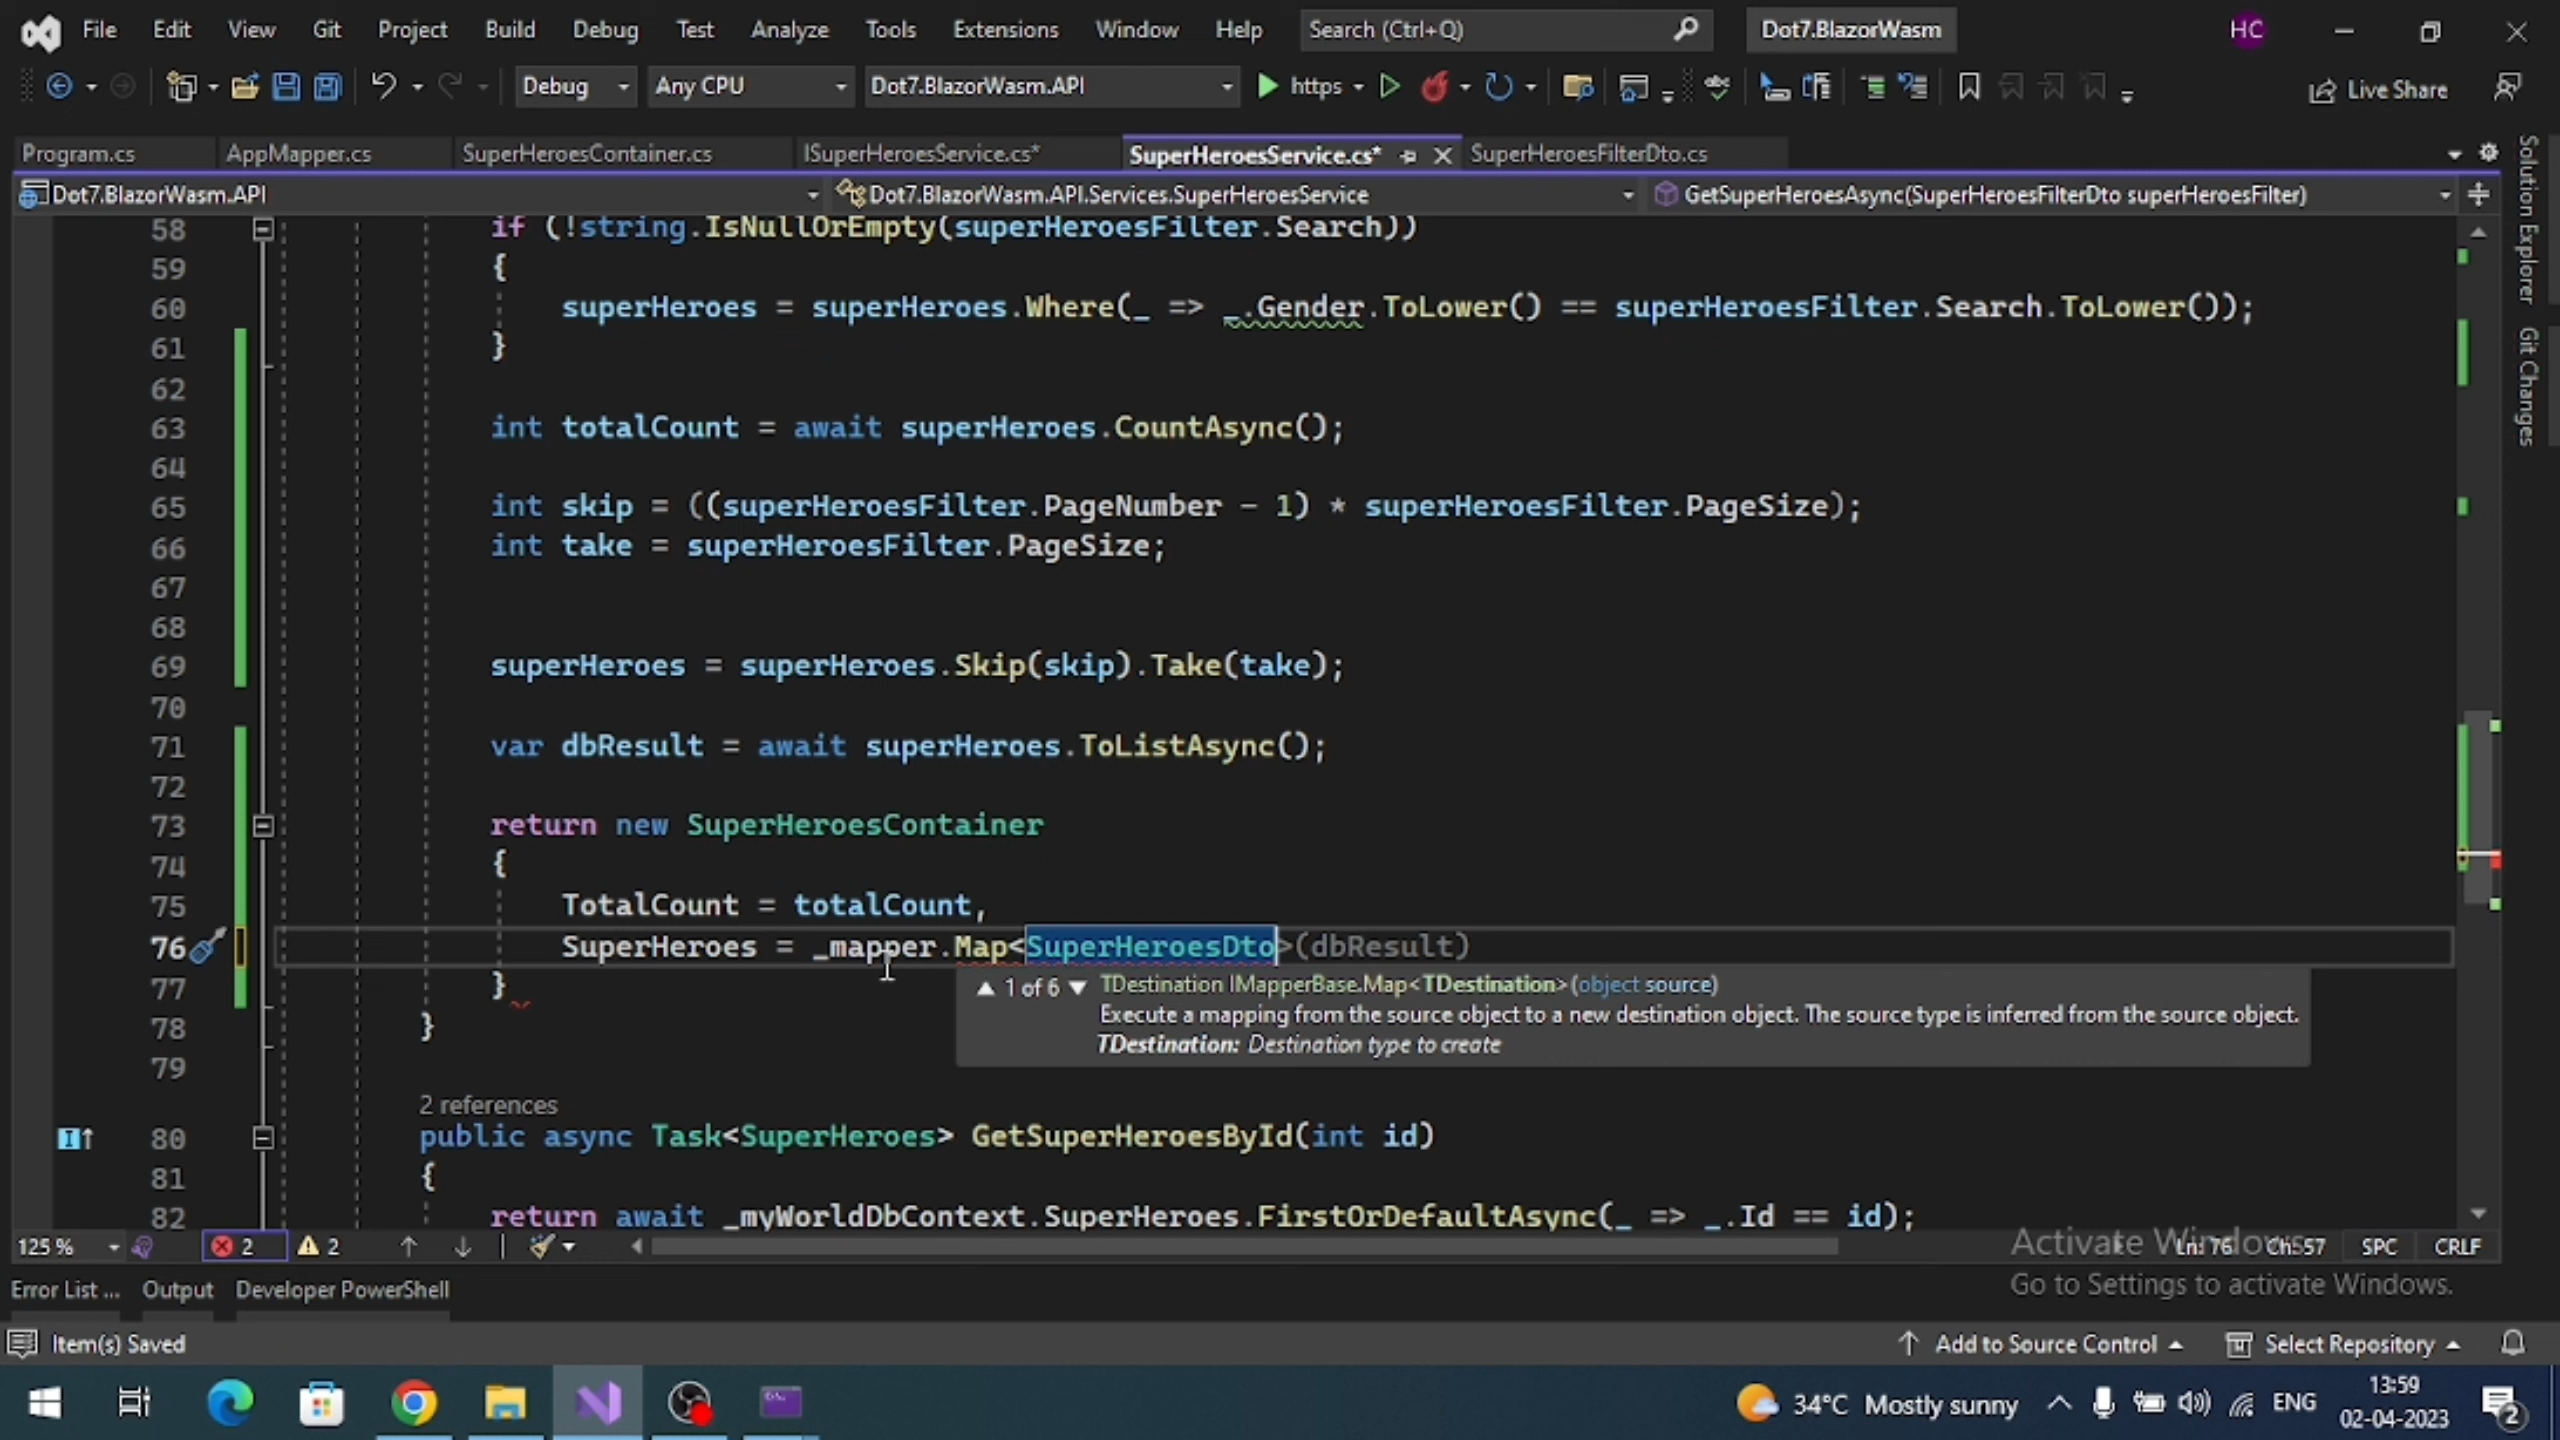 File Edit View Git Project Build Debug Test Analyze Tools Extensions Window Help Search (Ctrl+Q) Dot7.BlazorWasm HC
Debug Any CPU Dot7.BlazorWasm.API https Live Share
Program.cs AppMapper.cs SuperHeroesContainer.cs ISuperHeroesService.cs* SuperHeroesService.cs* SuperHeroesFilterDto.cs
Dot7.BlazorWasm.API Dot7.BlazorWasm.API.Services.SuperHeroesService GetSuperHeroesAsync(SuperHeroesFilterDto superHeroesFilter)
58 if (!string.IsNullOrEmpty(superHeroesFilter.Search))
59 {
60 superHeroes = superHeroes.Where(_ => _.Gender.ToLower() == superHeroesFilter.Search.ToLower());
61 }
62
63 int totalCount = await superHeroes.CountAsync();
64
65 int skip = ((superHeroesFilter.PageNumber - 1) * superHeroesFilter.PageSize);
66 int take = superHeroesFilter.PageSize;
67
68
69 superHeroes = superHeroes.Skip(skip).Take(take);
70
71 var dbResult = await superHeroes.ToListAsync();
72
73 return new SuperHeroesContainer
74 {
75 TotalCount = totalCount,
76 SuperHeroes = _mapper.Map<SuperHeroesDto>(dbResult)
1 of 6 TDestination IMapperBase.Map<TDestination>(object source)
Execute a mapping from the source object to a new destination object. The source type is inferred from the source object.
TDestination: Destination type to create
77 }
78 }
79
2 references
80 public async Task<SuperHeroes> GetSuperHeroesById(int id)
81 {
82 return await _myWorldDbContext.SuperHeroes.FirstOrDefaultAsync(_ => _.Id == id);
Solution Explorer
Git Changes
125 % 2 2 Ln: 76 Ch: 57 SPC CRLF
Activate Windows
Go to Settings to activate Windows.
Error List ... Output Developer PowerShell
Item(s) Saved Add to Source Control Select Repository
34°C Mostly sunny ENG 13:59
02-04-2023 2